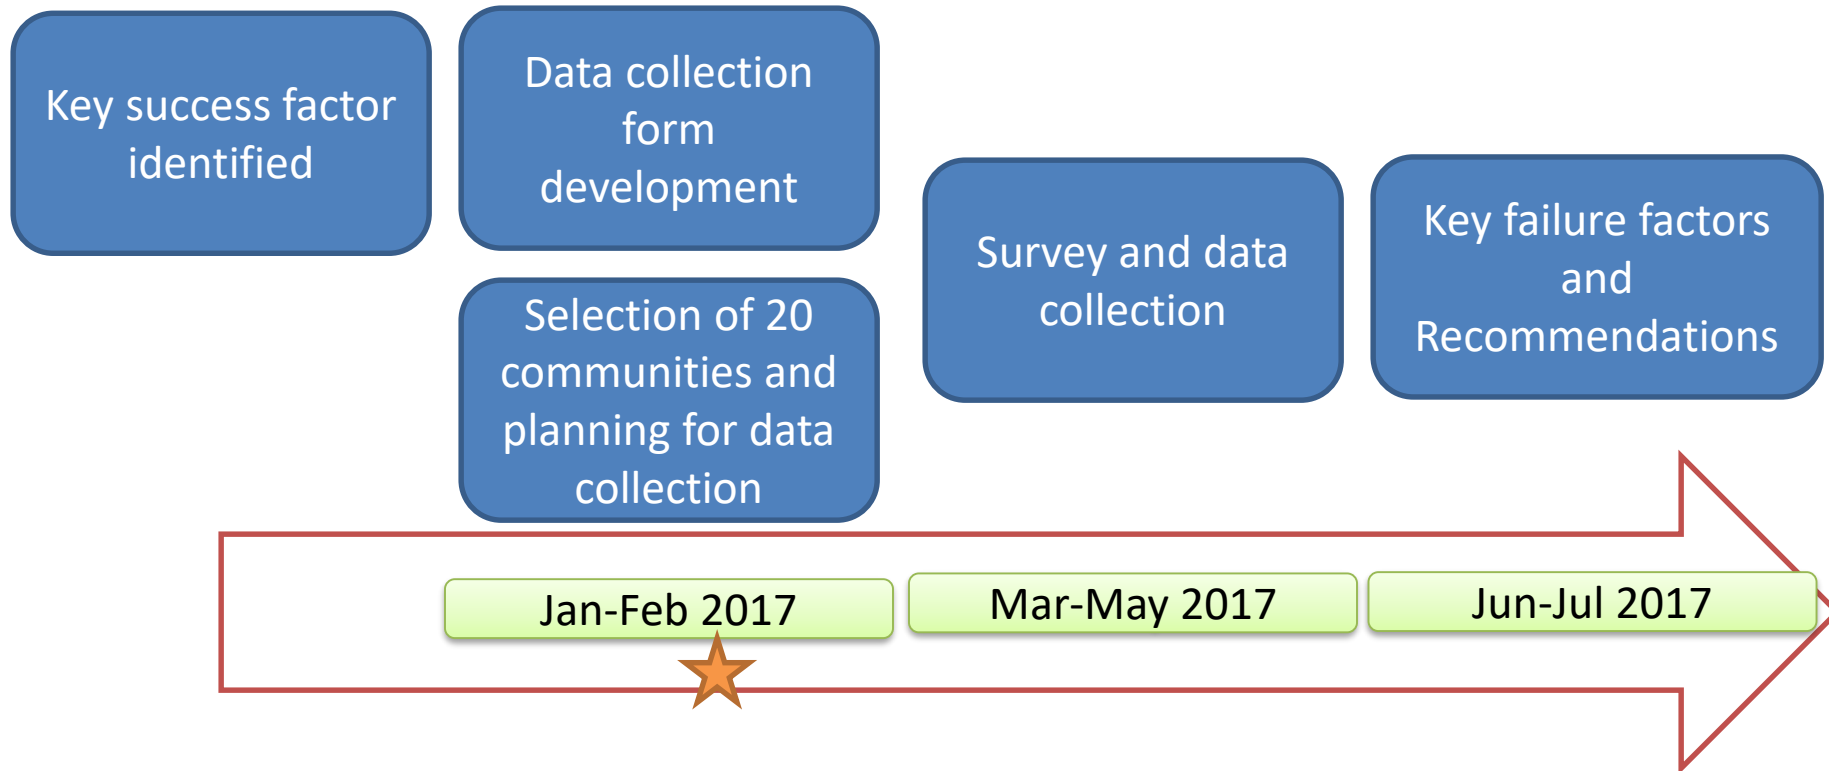 Key success factor
identified
Data collection
form
development
Selection of 20
communities and
planning for data
collection
Survey and data
collection
Key failure factors
and
Recommendations
Jan-Feb 2017
Mar-May 2017
Jun-Jul 2017